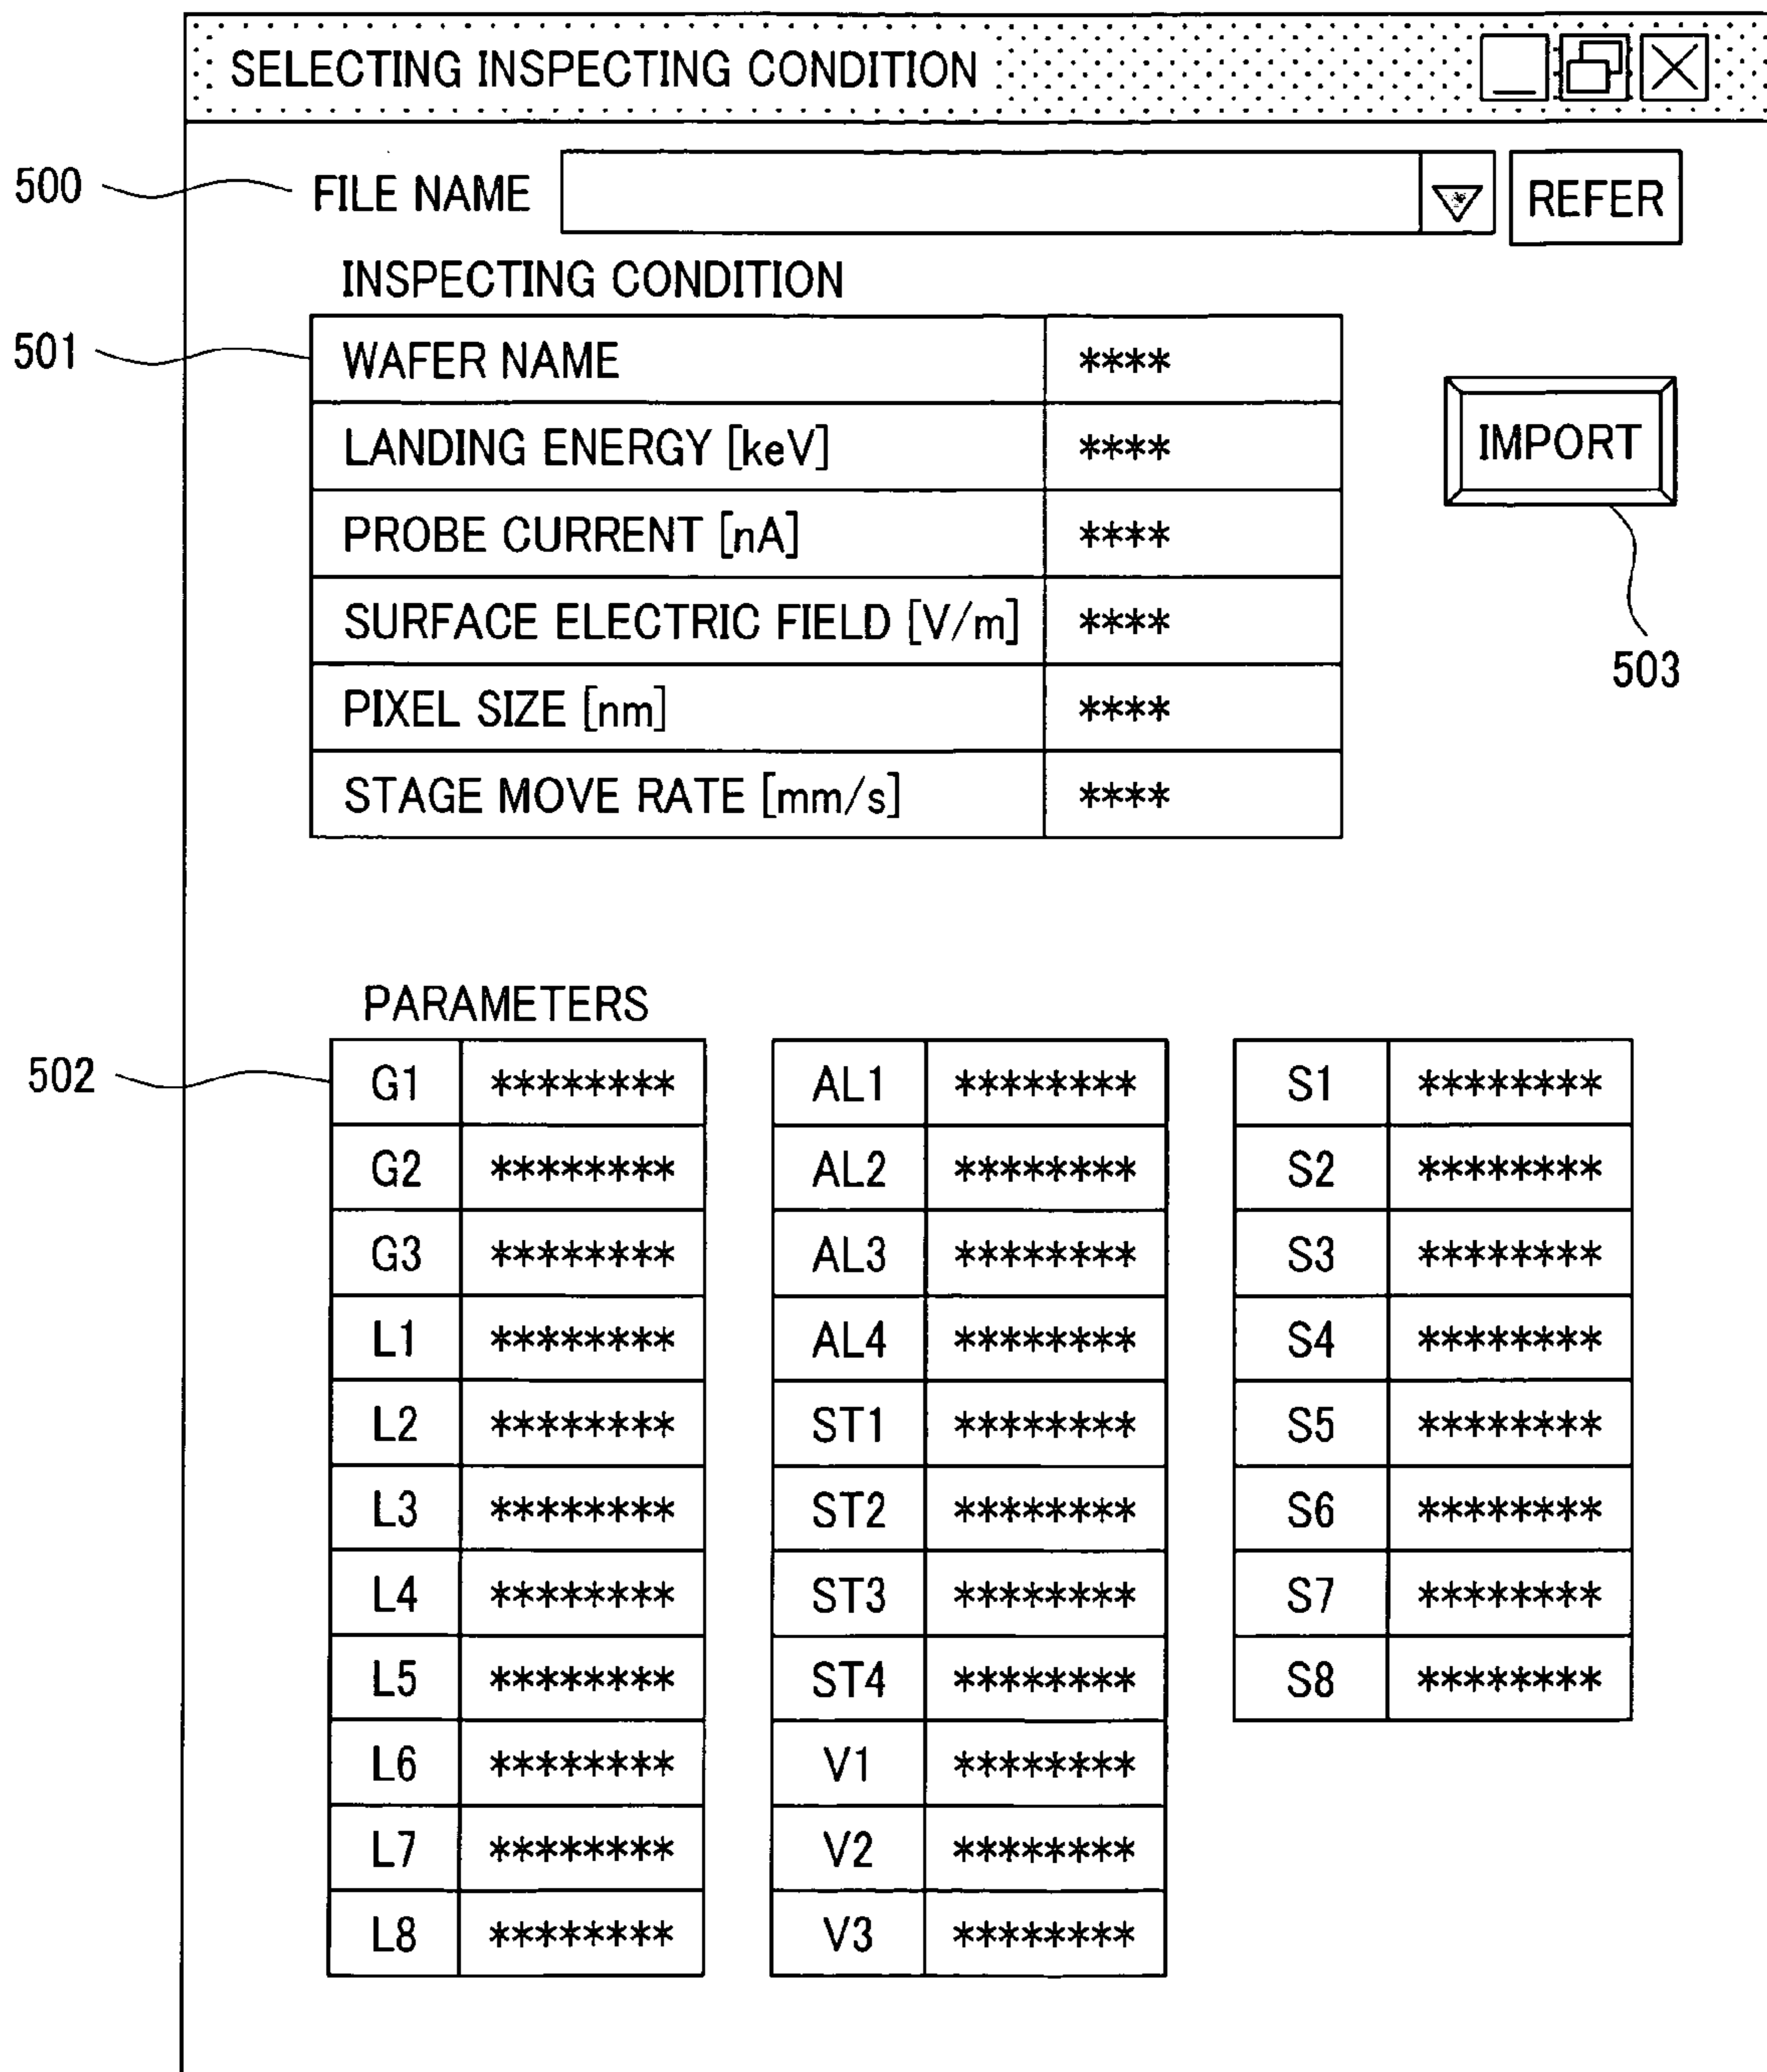 SELECTING INSPECTING CONDITION
500 FILE NAME REFER
INSPECTING CONDITION
501 WAFER NAME ****
LANDING ENERGY [keV] ****
IMPORT
PROBE CURRENT [nA] ****
SURFACE ELECTRIC FIELD [V/m] ****
503
PIXEL SIZE [nm] ****
STAGE MOVE RATE [mm/s] ****
PARAMETERS
502 G1 ******** AL1 ******** S1 ********
G2 ******** AL2 ******** S2 ********
G3 ******** AL3 ******** S3 ********
L1 ******** AL4 ******** S4 ********
L2 ******** ST1 ******** S5 ********
L3 ******** ST2 ******** S6 ********
L4 ******** ST3 ******** S7 ********
L5 ******** ST4 ******** S8 ********
L6 ******** V1 ********
L7 ******** V2 ********
L8 ******** V3 ********